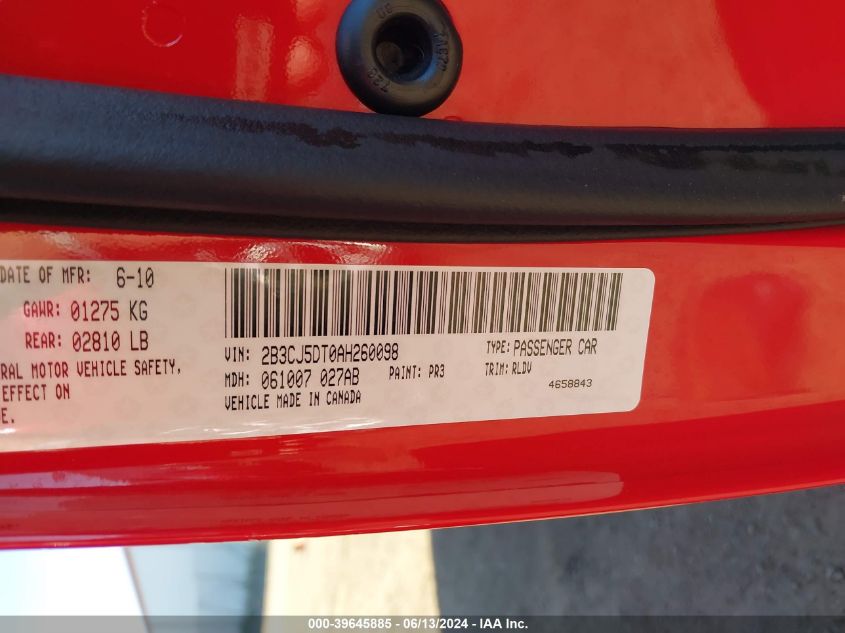 DATE OF MFR: 6-10
GAWR: 01275 KG
REAR: 02810 LB
RAL MOTOR VEHICLE SAFETY,
EFFECT ON
E.
VIN: 2B3CJ5DT0AH260098
TYPE: PASSENGER CAR
MDH: 061007 027AB
PAINT: PR3
TRIM: RLDV
VEHICLE MADE IN CANADA
4658843
000-39645885 - 06/13/2024 - IAA Inc.